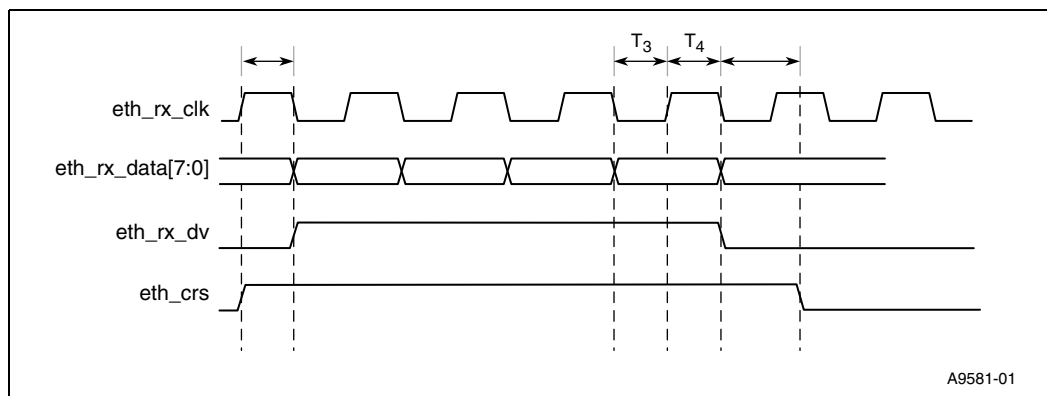 T3 T4
eth_rx_clk
eth_rx_data[7:0]
eth_rx_dv
eth_crs
A9581-01